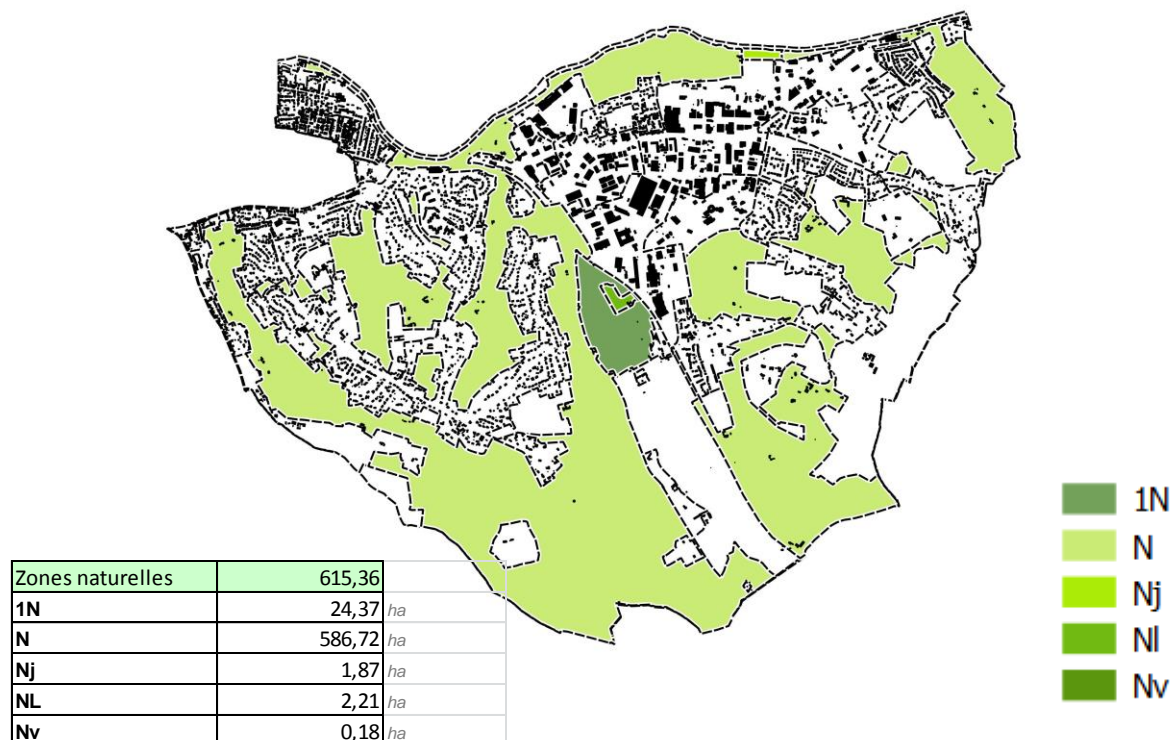 Zones naturelles 615,36
1N 24,37 ha
N 586,72 ha
Nj 1,87 ha
NL 2,21 ha
Nv 0,18 ha
1N
N
Nj
Nl
Nv